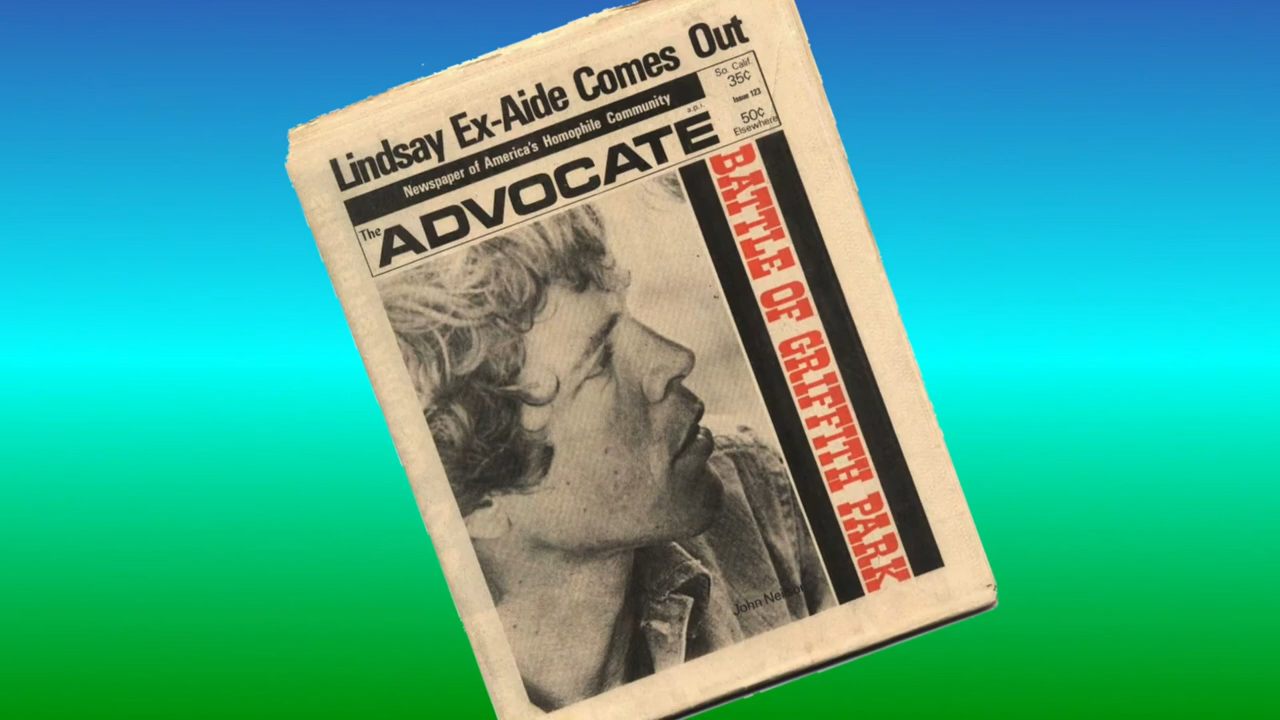 Lindsay Ex-Aide Comes Out
Newspaper of America's Homophile Community
So. Calif.
35¢
Issue 123
50¢
Elsewhere
a.p.i.
The ADVOCATE
BATTLE OF GRIFFITH PARK
John